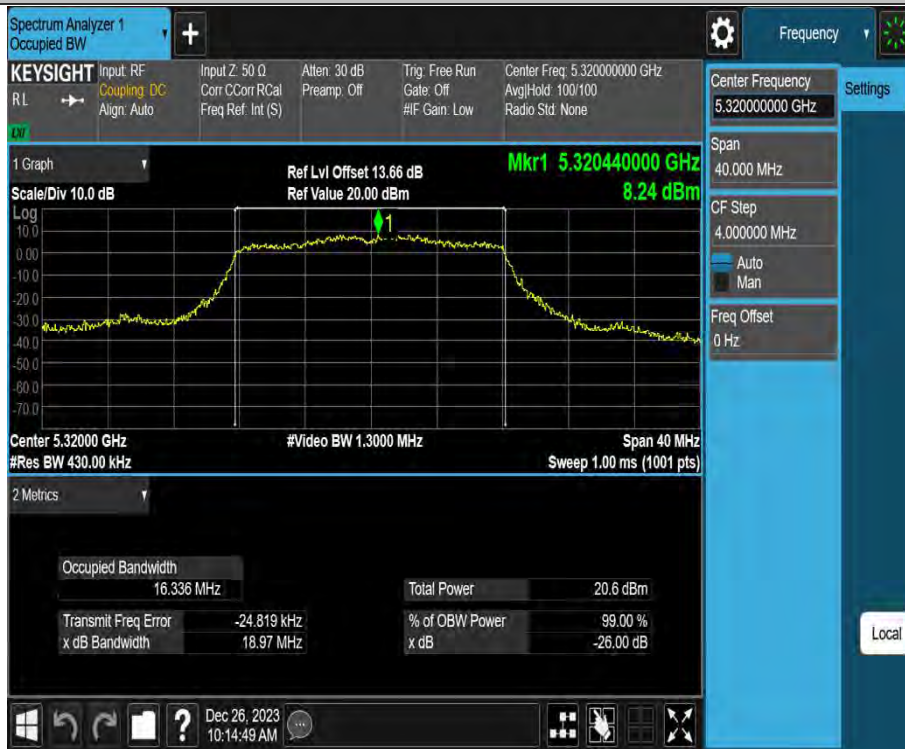 Spectrum Analyzer 1
Occupied BW
+
Frequency
KEYSIGHT
RL
LXI
Input: RF
Coupling: DC
Align: Auto
Input Z: 50 Ω
Corr CCorr RCal
Freq Ref: Int (S)
Atten: 30 dB
Preamp: Off
Trig: Free Run
Gate: Off
#IF Gain: Low
Center Freq: 5.320000000 GHz
Avg|Hold: 100/100
Radio Std: None
Center Frequency
5.320000000 GHz
Settings
Span
40.000 MHz
CF Step
4.000000 MHz
Auto
Man
Freq Offset
0 Hz
1 Graph
Scale/Div 10.0 dB
Ref Lvl Offset 13.66 dB
Ref Value 20.00 dBm
Mkr1 5.320440000 GHz
8.24 dBm
Log
10.0
0.00
-10.0
-20.0
-30.0
-40.0
-50.0
-60.0
-70.0
1
Center 5.32000 GHz
#Video BW 1.3000 MHz
Span 40 MHz
#Res BW 430.00 kHz
Sweep 1.00 ms (1001 pts)
2 Metrics
Occupied Bandwidth
16.336 MHz
Total Power 20.6 dBm
Transmit Freq Error -24.819 kHz
% of OBW Power 99.00 %
x dB Bandwidth 18.97 MHz
x dB -26.00 dB
Local
?
Dec 26, 2023
10:14:49 AM